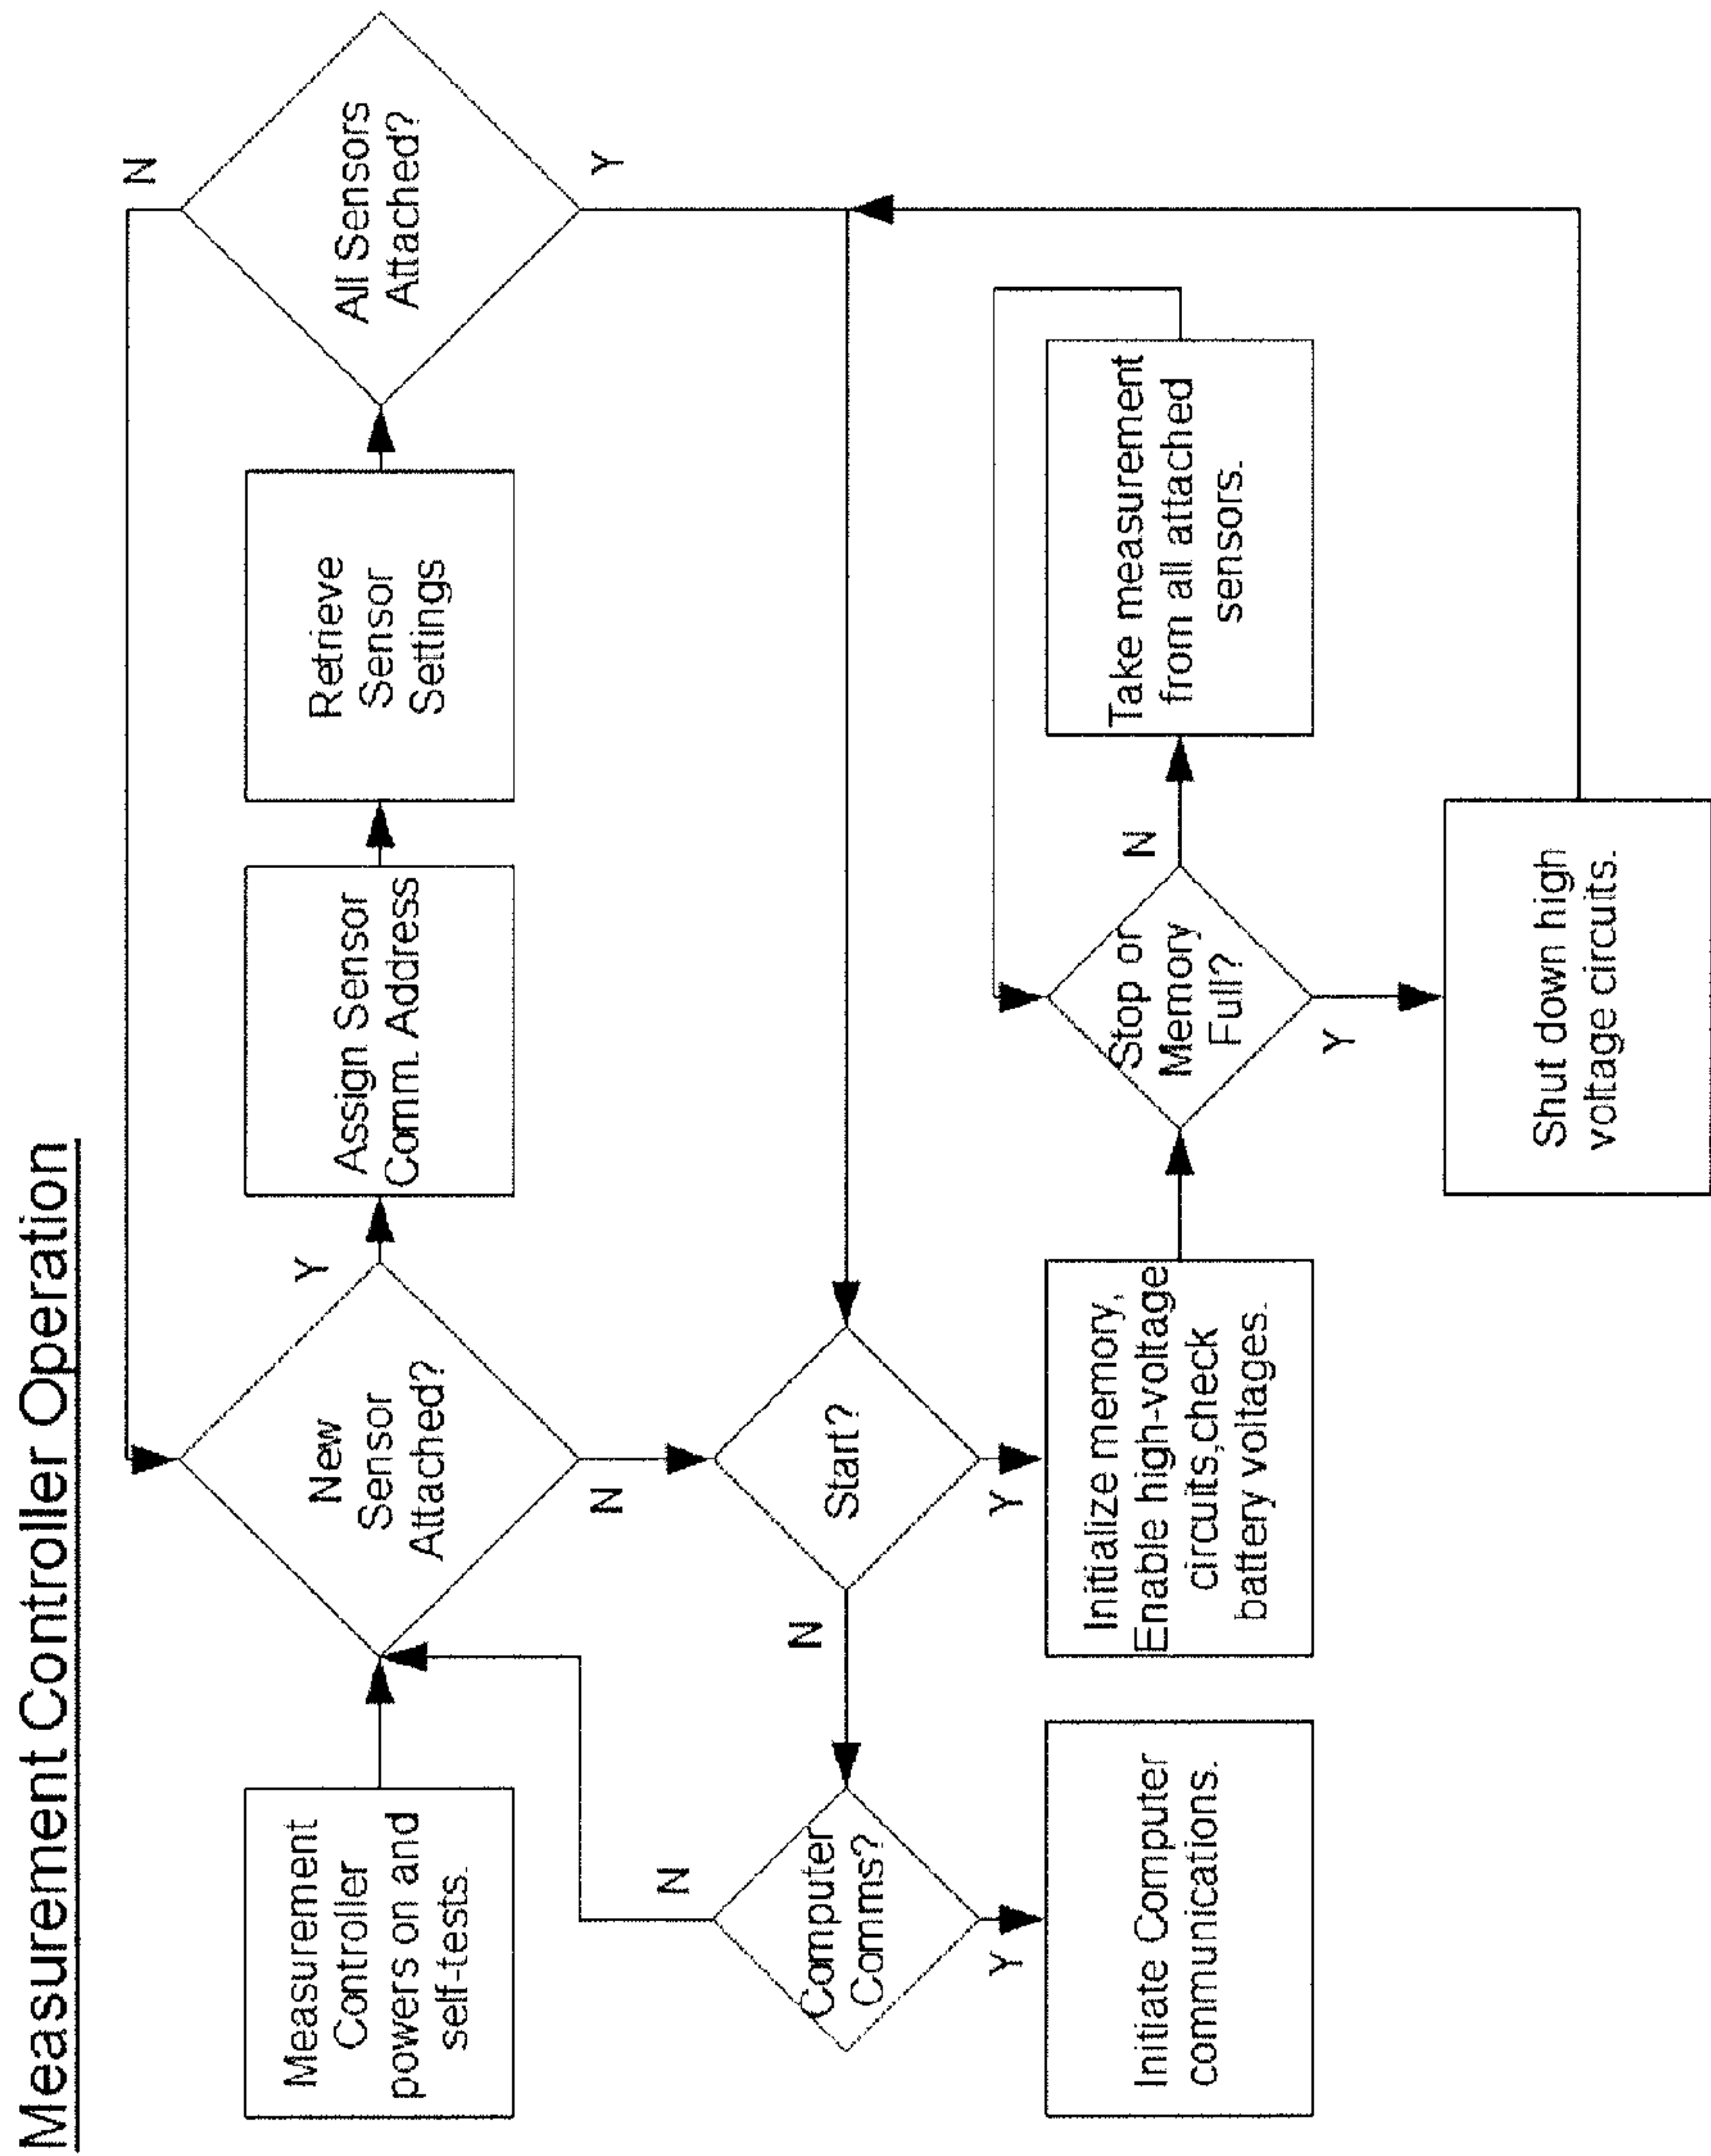 Measurement Controller Operation
Measurement
Controller
powers on and
self-tests.
New
Sensor
Attached?
Y
Assign Sensor
Comm. Address
Retrieve
Sensor
Settings
All Sensors
Attached?
N
Y
N
N
Computer
Comms?
Y
N
Start?
Y
Initiate Computer
communications.
Initialize memory,
Enable high-voltage
circuits,check
battery voltages.
Stop or
Memory
Full?
N
Y
Take measurement
from all attached
sensors.
Shut down high
voltage circuits.